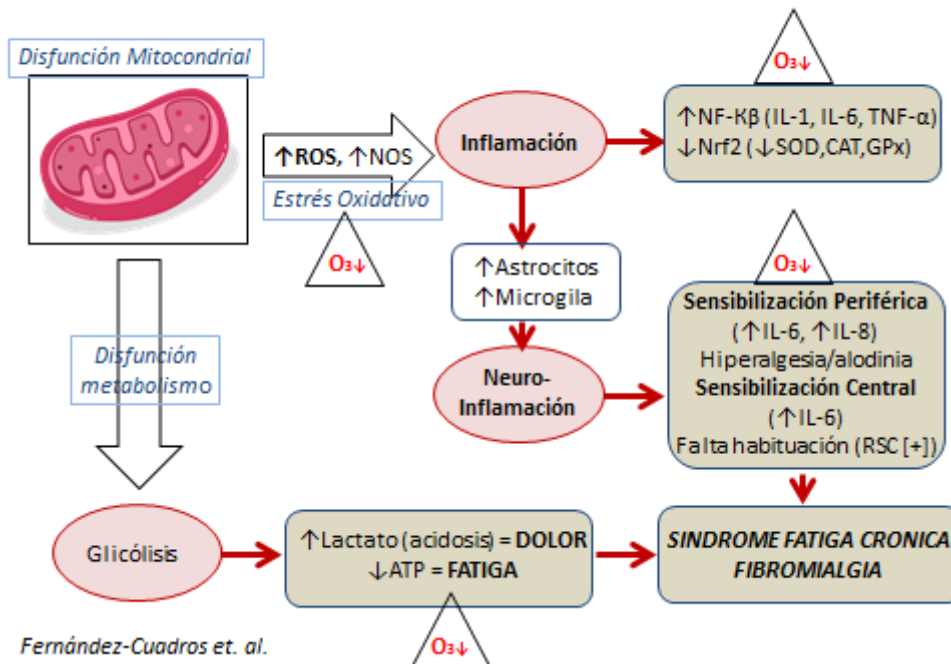 Disfunción Mitocondrial
O₃↓
↑NF-Kβ (IL-1, IL-6, TNF-α)
↓Nrf2 (↓SOD,CAT,GPx)
Inflamación
↑ROS, ↑NOS
Estrés Oxidativo
O₃↓
↑Astrocitos
↑Microgila
O₃↓
Sensibilización Periférica
(↑IL-6, ↑IL-8)
Hiperalgesia/alodinia
Sensibilización Central
(↑IL-6)
Falta habituación (RSC [+])
Neuro-
Inflamación
Disfunción
metabolismo
Glicólisis
↑Lactato (acidosis) = DOLOR
↓ATP = FATIGA
SINDROME FATIGA CRONICA
FIBROMIALGIA
O₃↓
Fernández-Cuadros et. al.